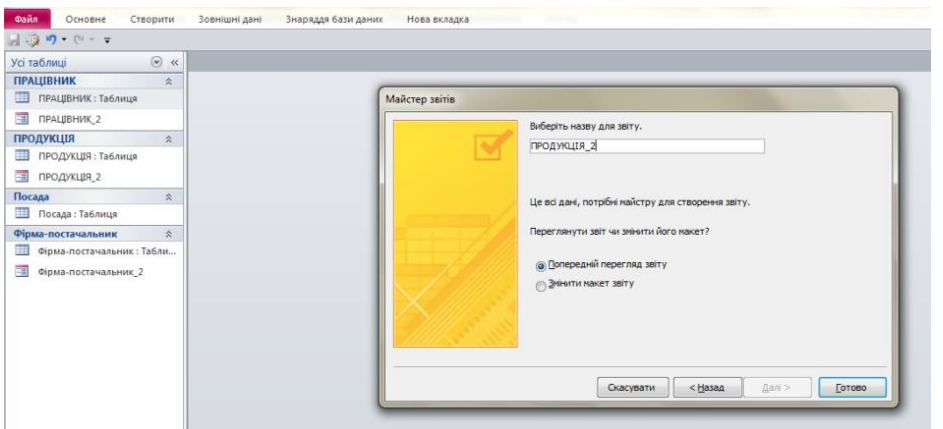 Файл Основне Створити Зовнішні дані Знаряддя бази даних Нова вкладка
Усі таблиці
ПРАЦІВНИК
ПРАЦІВНИК : Таблиця
ПРАЦІВНИК_2
ПРОДУКЦІЯ
ПРОДУКЦІЯ : Таблиця
ПРОДУКЦІЯ_2
Посада
Посада : Таблиця
Фірма-постачальник
Фірма-постачальник : Табли...
Фірма-постачальник_2
Майстер звітів
Виберіть назву для звіту.
ПРОДУКЦІЯ_2
Це всі дані, потрібні майстру для створення звіту.
Переглянути звіт чи змінити його макет?
Попередній перегляд звіту
Змінити макет звіту
Скасувати < Назад Далі > Готово